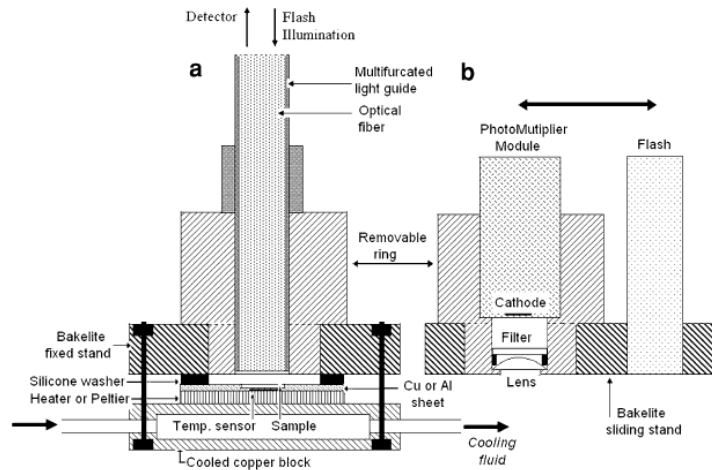 Detector
Flash
Illumination
a
b
Multifurcated
light guide
Optical
fiber
PhotoMutiplier
Module
Flash
Removable
ring
Cathode
Bakelite
fixed stand
Filter
Silicone washer
Cu or Al
sheet
Heater or Peltier
Lens
Temp. sensor
Sample
Bakelite
sliding stand
Cooling
fluid
Cooled copper block